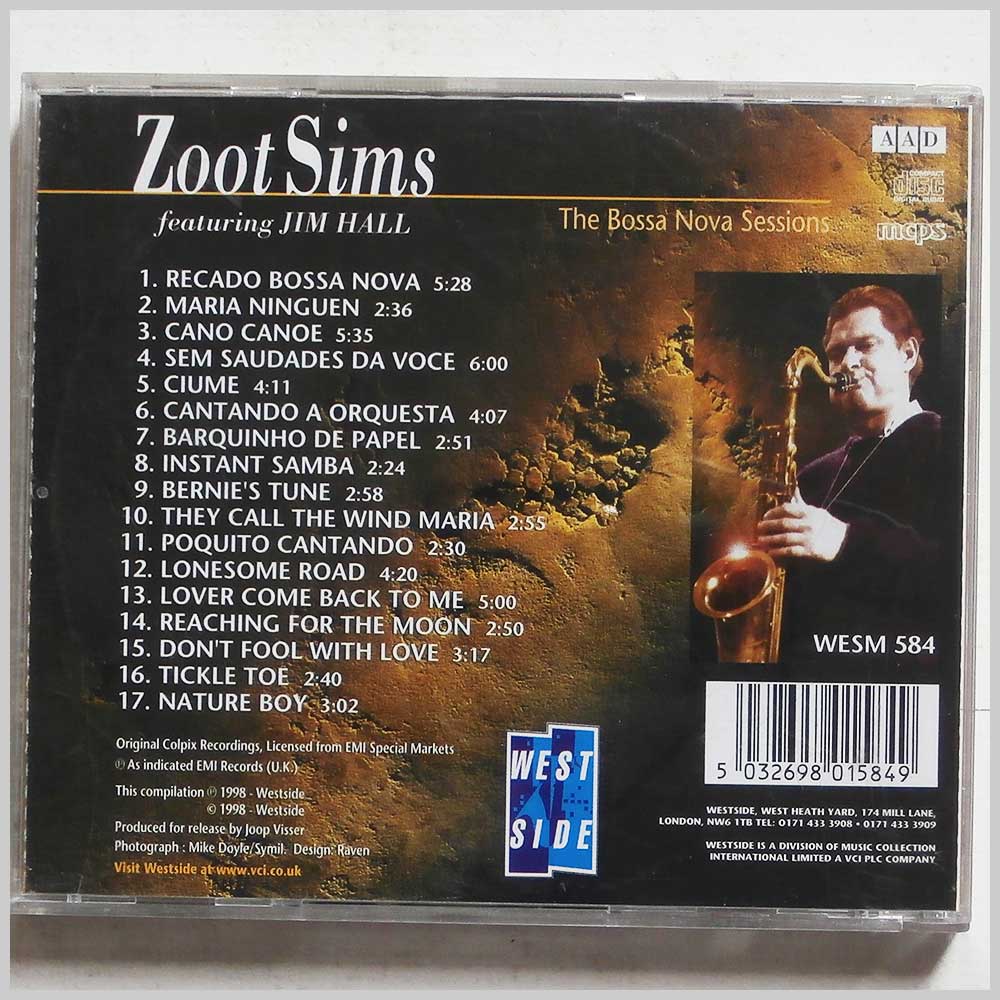 Zoot Sims
featuring JIM HALL
The Bossa Nova Sessions
AAD
COMPACT
disc
DIGITAL AUDIO
mcps
1. RECADO BOSSA NOVA 5:28
2. MARIA NINGUEN 2:36
3. CANO CANOE 5:35
4. SEM SAUDADES DA VOCE 6:00
5. CIUME 4:11
6. CANTANDO A ORQUESTA 4:07
7. BARQUINHO DE PAPEL 2:51
8. INSTANT SAMBA 2:24
9. BERNIE'S TUNE 2:58
10. THEY CALL THE WIND MARIA 2:55
11. POQUITO CANTANDO 2:30
12. LONESOME ROAD 4:20
13. LOVER COME BACK TO ME 5:00
14. REACHING FOR THE MOON 2:50
15. DON'T FOOL WITH LOVE 3:17
16. TICKLE TOE 2:40
17. NATURE BOY 3:02
WESM 584
Original Colpix Recordings, Licensed from EMI Special Markets
℗ As indicated EMI Records (U.K.)
This compilation ℗ 1998 - Westside
© 1998 - Westside
Produced for release by Joop Visser
Photograph : Mike Doyle/Symil. Design: Raven
Visit Westside at www.vci.co.uk
WEST
SIDE
5 032698 015849
WESTSIDE, WEST HEATH YARD, 174 MILL LANE,
LONDON, NW6 1TB TEL: 0171 433 3908 • 0171 433 3909
WESTSIDE IS A DIVISION OF MUSIC COLLECTION
INTERNATIONAL LIMITED A VCI PLC COMPANY